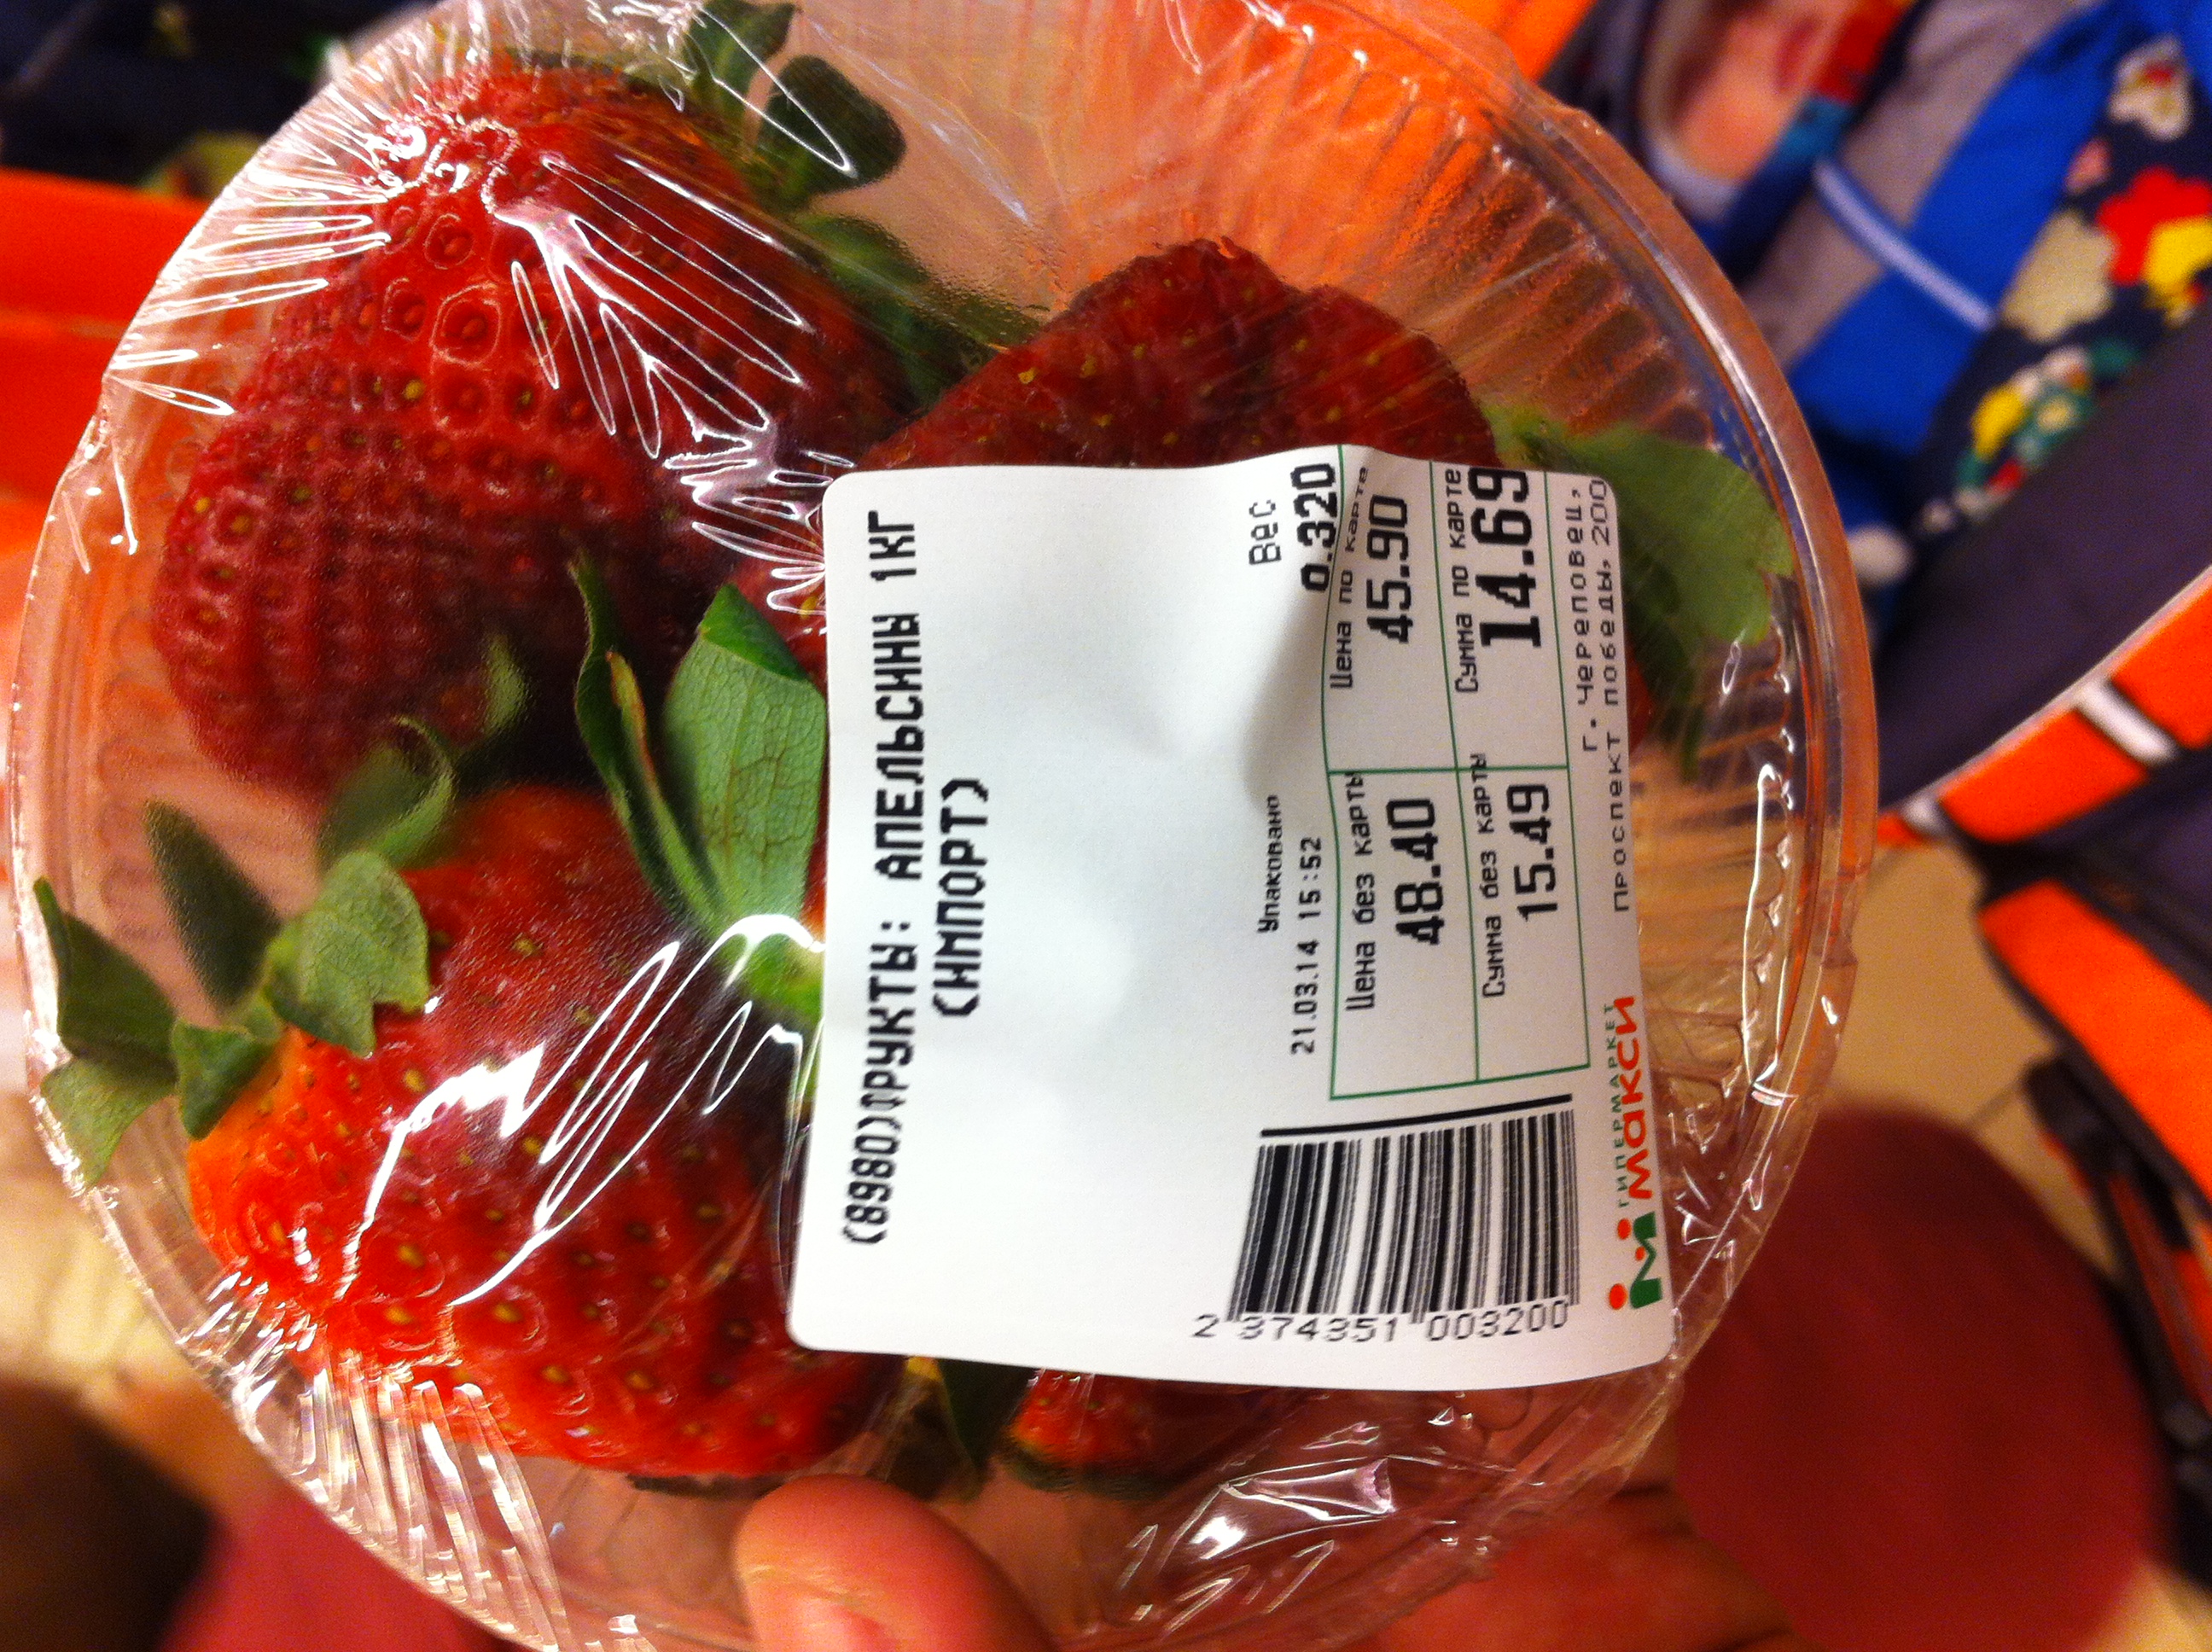 (8980)ФРУКТЫ: АПЕЛЬСИНЫ 1КГ
(ИМПОРТ)
Вес
Упаковано
21.03.14 15:52
0.320
Цена без карты
Цена по карте
48.40
45.90
Сумма без карты
Сумма по карте
15.49
14.69
г. Череповец,
Проспект победы, 200
ГИПЕРМАРКЕТ
макси
2 374351 003200